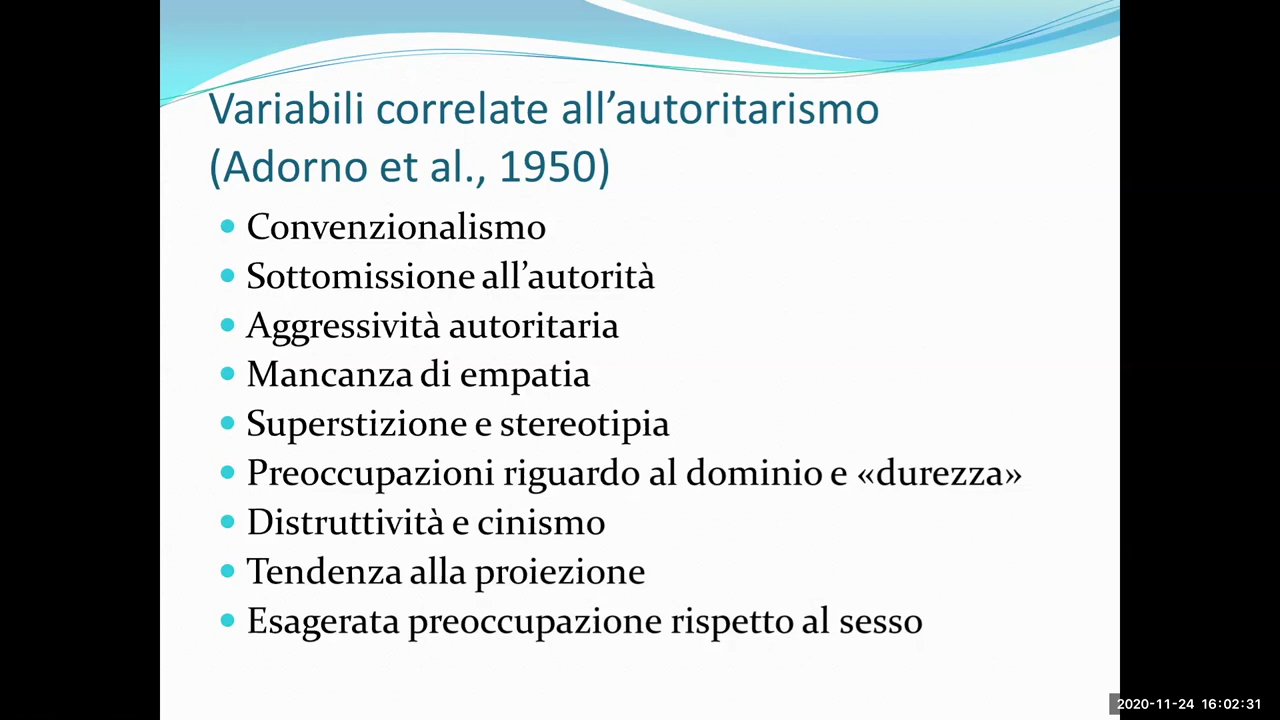 Variabili correlate all’autoritarismo
(Adorno et al., 1950)
• Convenzionalismo
• Sottomissione all’autorità
• Aggressività autoritaria
• Mancanza di empatia
• Superstizione e stereotipia
• Preoccupazioni riguardo al dominio e «durezza»
• Distruttività e cinismo
• Tendenza alla proiezione
• Esagerata preoccupazione rispetto al sesso
2020-11-24 16:02:31